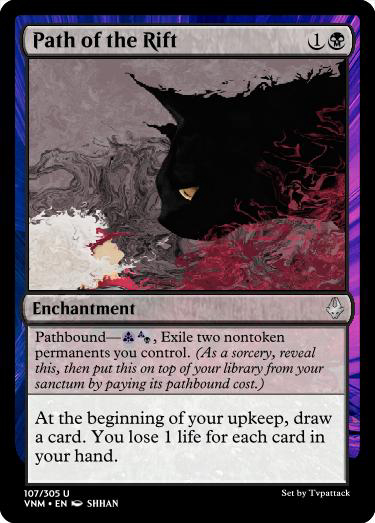 Path of the Rift 1
Enchantment
Pathbound— , Exile two nontoken
permanents you control. (As a sorcery, reveal
this, then put this on top of your library from your
sanctum by paying its pathbound cost.)
At the beginning of your upkeep, draw
a card. You lose 1 life for each card in
your hand.
107/305 U
VNM • EN SHHAN
Set by Tvpattack